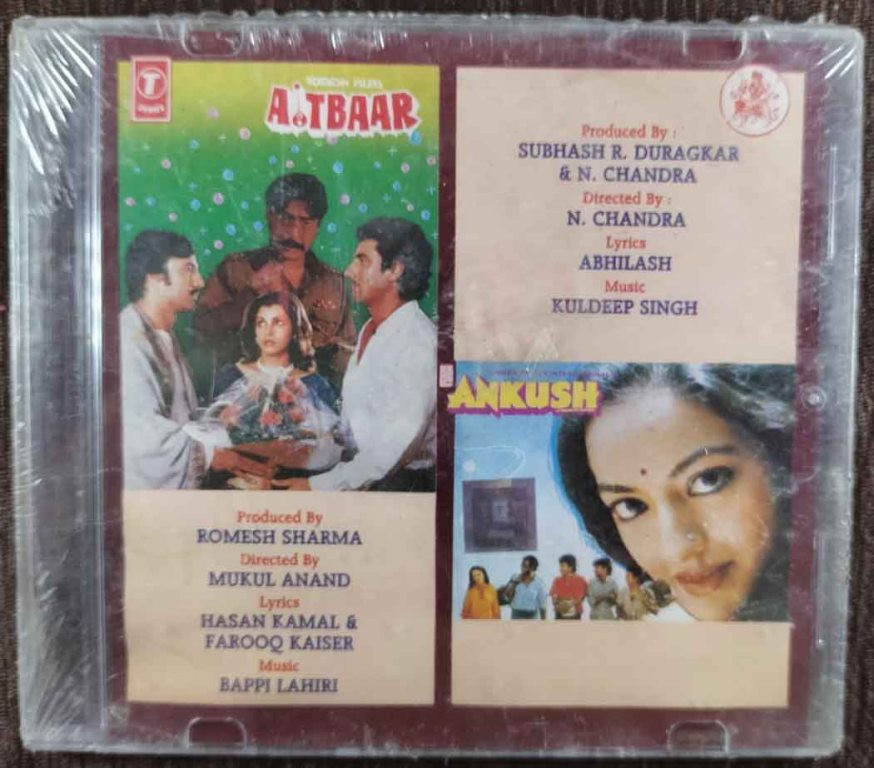 T
AITBAAR
Produced By
ROMESH SHARMA
Directed By
MUKUL ANAND
Lyrics
HASAN KAMAL &
FAROOQ KAISER
Music
BAPPI LAHIRI
Produced By :
SUBHASH R. DURAGKAR
& N. CHANDRA
Directed By :
N. CHANDRA
Lyrics
ABHILASH
Music
KULDEEP SINGH
ANKUSH